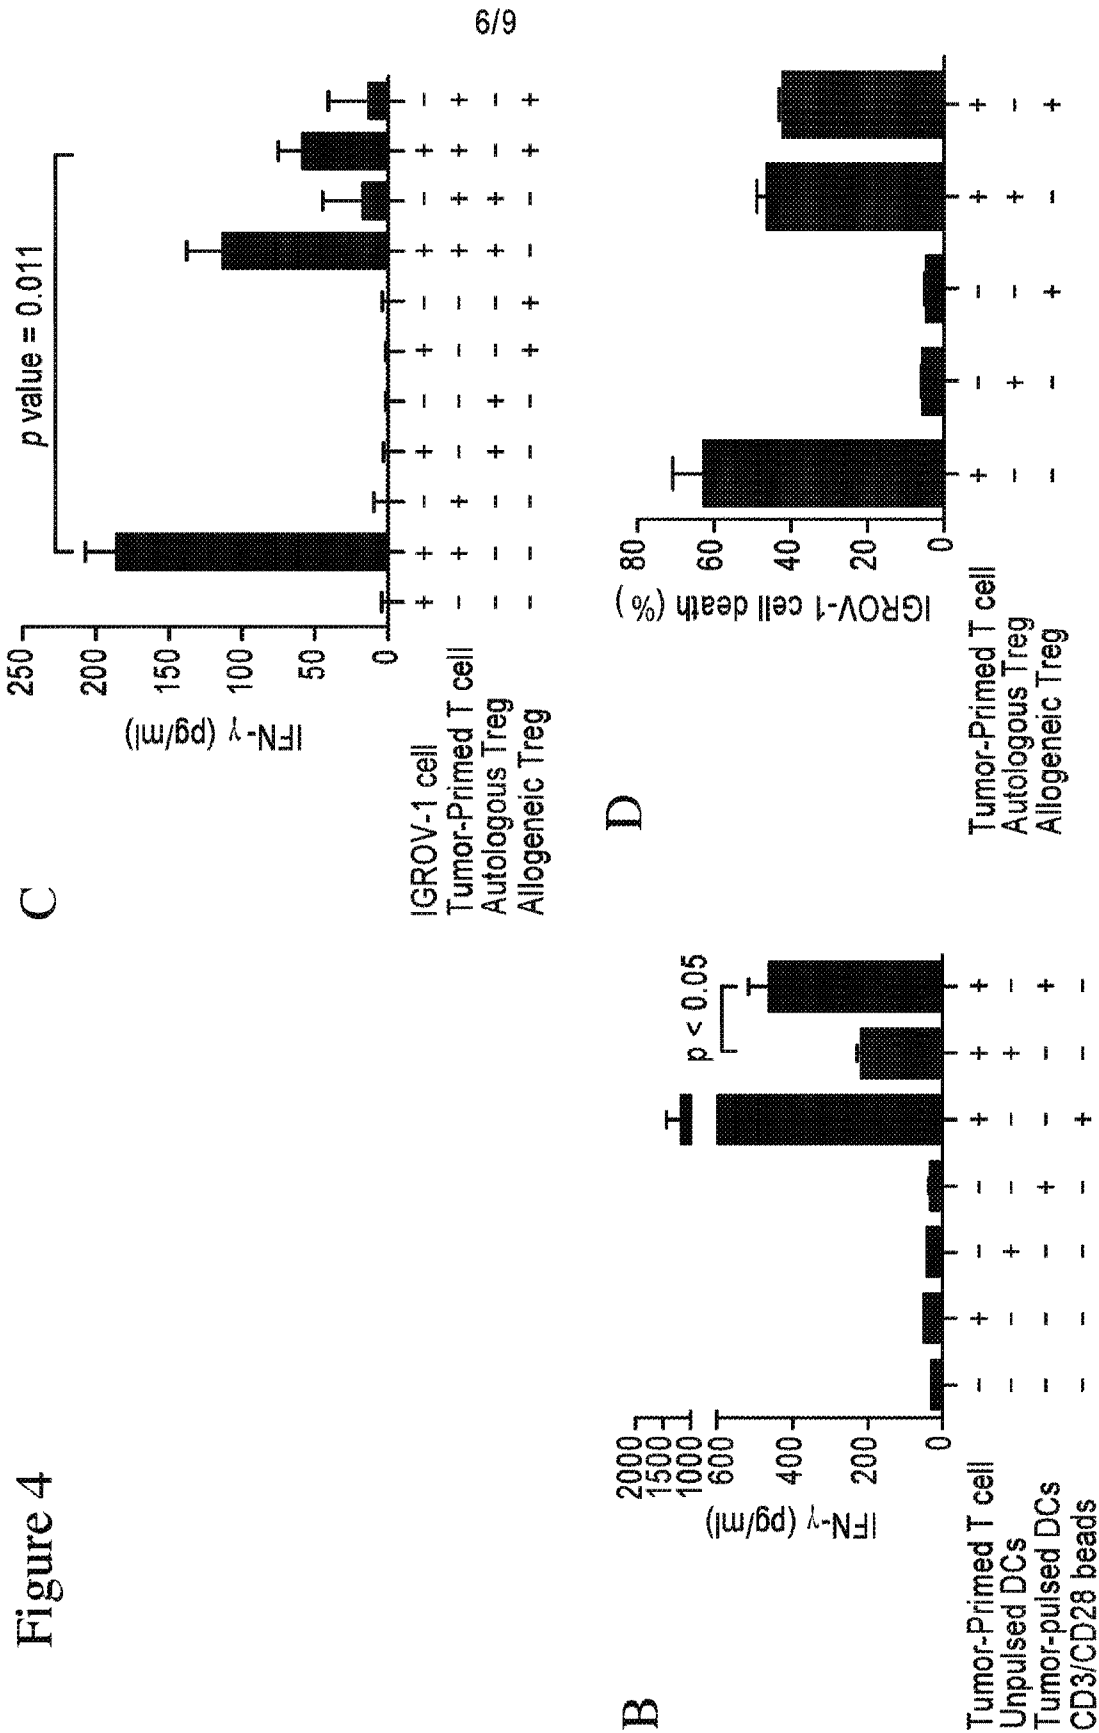 Figure 4
C
p value = 0.011
IFN-γ (pg/ml)
250
200
150
100
50
0
IGROV-1 cell + + − + − + − + − + −
Tumor-Primed T cell − + + − − − − + + + +
Autologous Treg − − − + + − − + + − −
Allogeneic Treg − − − − − + + − − + +
6/9
B
p < 0.05
IFN-γ (pg/ml)
2000
1500
1000
600
400
200
0
Tumor-Primed T cell − + − − + + +
Unpulsed DCs − − + − − + −
Tumor-pulsed DCs − − − + − − +
CD3/CD28 beads − − − − + − −
D
IGROV-1 cell death (%)
80
60
40
20
0
Tumor-Primed T cell + − − + +
Autologous Treg − + − + −
Allogeneic Treg − − + − +